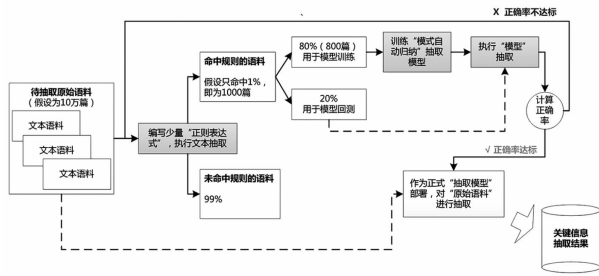 X 正确率不达标
待抽取原始语料
(假设为10万篇)
文本语料
文本语料
文本语料
编写少量“正则表达
式”,执行文本抽取
命中规则的语料
假设只命中1%,
即为1000篇
未命中规则的语料
99%
80%(800篇)
用于模型训练
20%
用于模型回测
训练“模式自
动归纳”抽取
模型
执行“模型”
抽取
计算
正确
率
√ 正确率达标
作为正式“抽取模型”
部署,对“原始语料”
进行抽取
关键信息
抽取结果